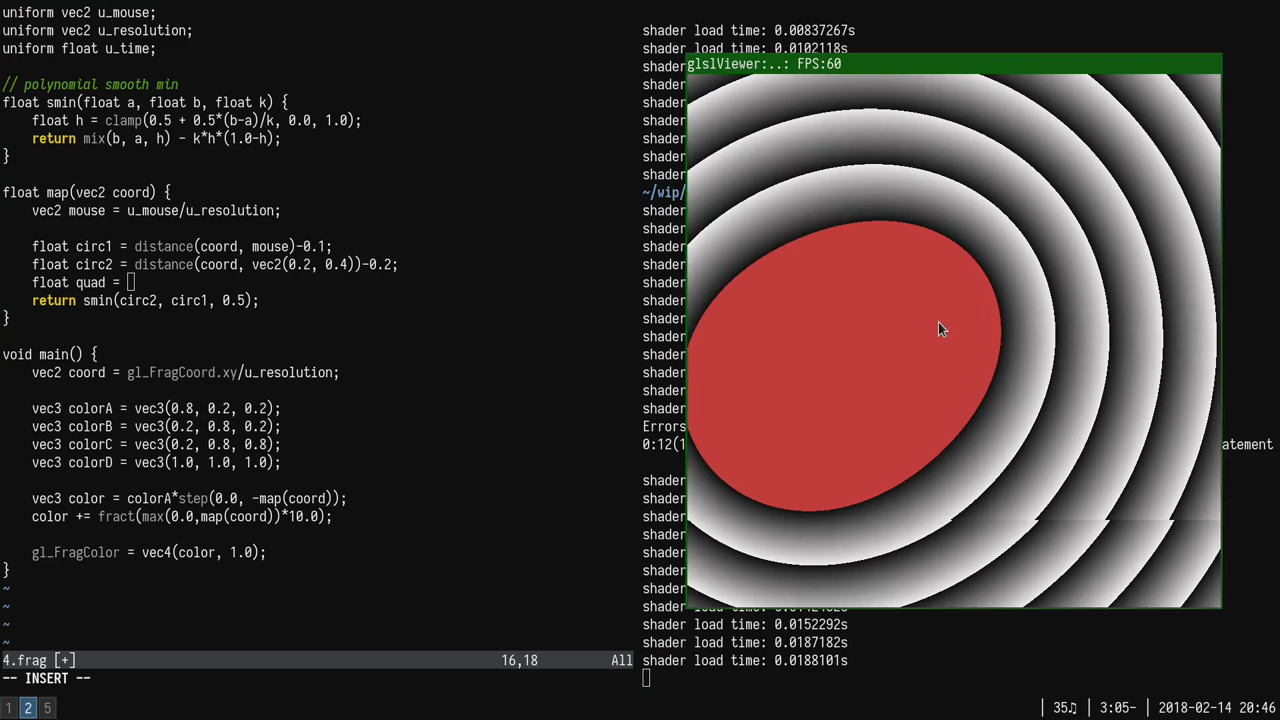 uniform vec2 u_mouse;
uniform vec2 u_resolution;
uniform float u_time;
// polynomial smooth min
float smin(float a, float b, float k) {
float h = clamp(0.5 + 0.5*(b-a)/k, 0.0, 1.0);
return mix(b, a, h) - k*h*(1.0-h);
}
float map(vec2 coord) {
vec2 mouse = u_mouse/u_resolution;
float circ1 = distance(coord, mouse)-0.1;
float circ2 = distance(coord, vec2(0.2, 0.4))-0.2;
float quad =
return smin(circ2, circ1, 0.5);
}
void main() {
vec2 coord = gl_FragCoord.xy/u_resolution;
vec3 colorA = vec3(0.8, 0.2, 0.2);
vec3 colorB = vec3(0.2, 0.8, 0.2);
vec3 colorC = vec3(0.2, 0.8, 0.8);
vec3 colorD = vec3(1.0, 1.0, 1.0);
vec3 color = colorA*step(0.0, -map(coord));
color += fract(max(0.0,map(coord))*10.0);
gl_FragColor = vec4(color, 1.0);
}
~
~
~
~
4.frag [+] 16,18 All
-- INSERT --
shader load time: 0.00837267s
shader load time: 0.0102118s
glslViewer:..: FPS:60
shader
shader
shader
shader
shader
shader
shader
~/wip/
shader
shader
shader
shader
shader
shader
shader
shader
shader
shader
shader
shader
Errors
0:12(1 atement
shader
shader
shader
shader
shader
shader
shader
shader load time: 0.0152292s
shader load time: 0.0187182s
shader load time: 0.0188101s
1 2 5
| 35♫ | 3:05- | 2018-02-14 20:46